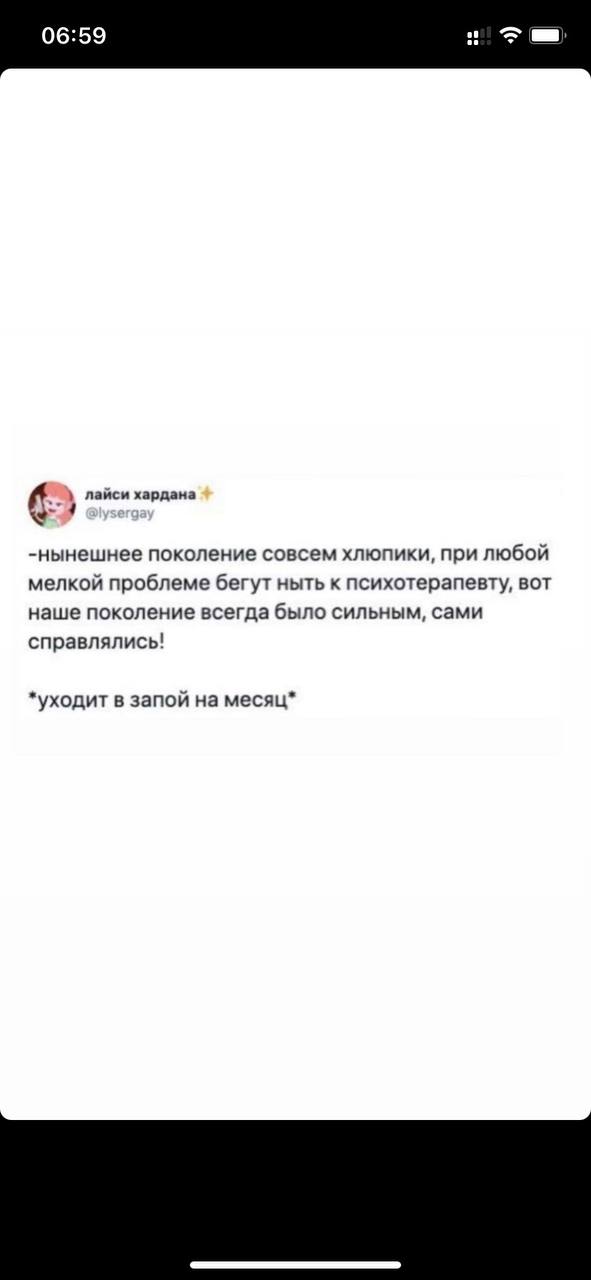 06:59
лайси хардана✨
@lysergay
-нынешнее поколение совсем хлюпики, при любой
мелкой проблеме бегут ныть к психотерапевту, вот
наше поколение всегда было сильным, сами
справлялись!
*уходит в запой на месяц*